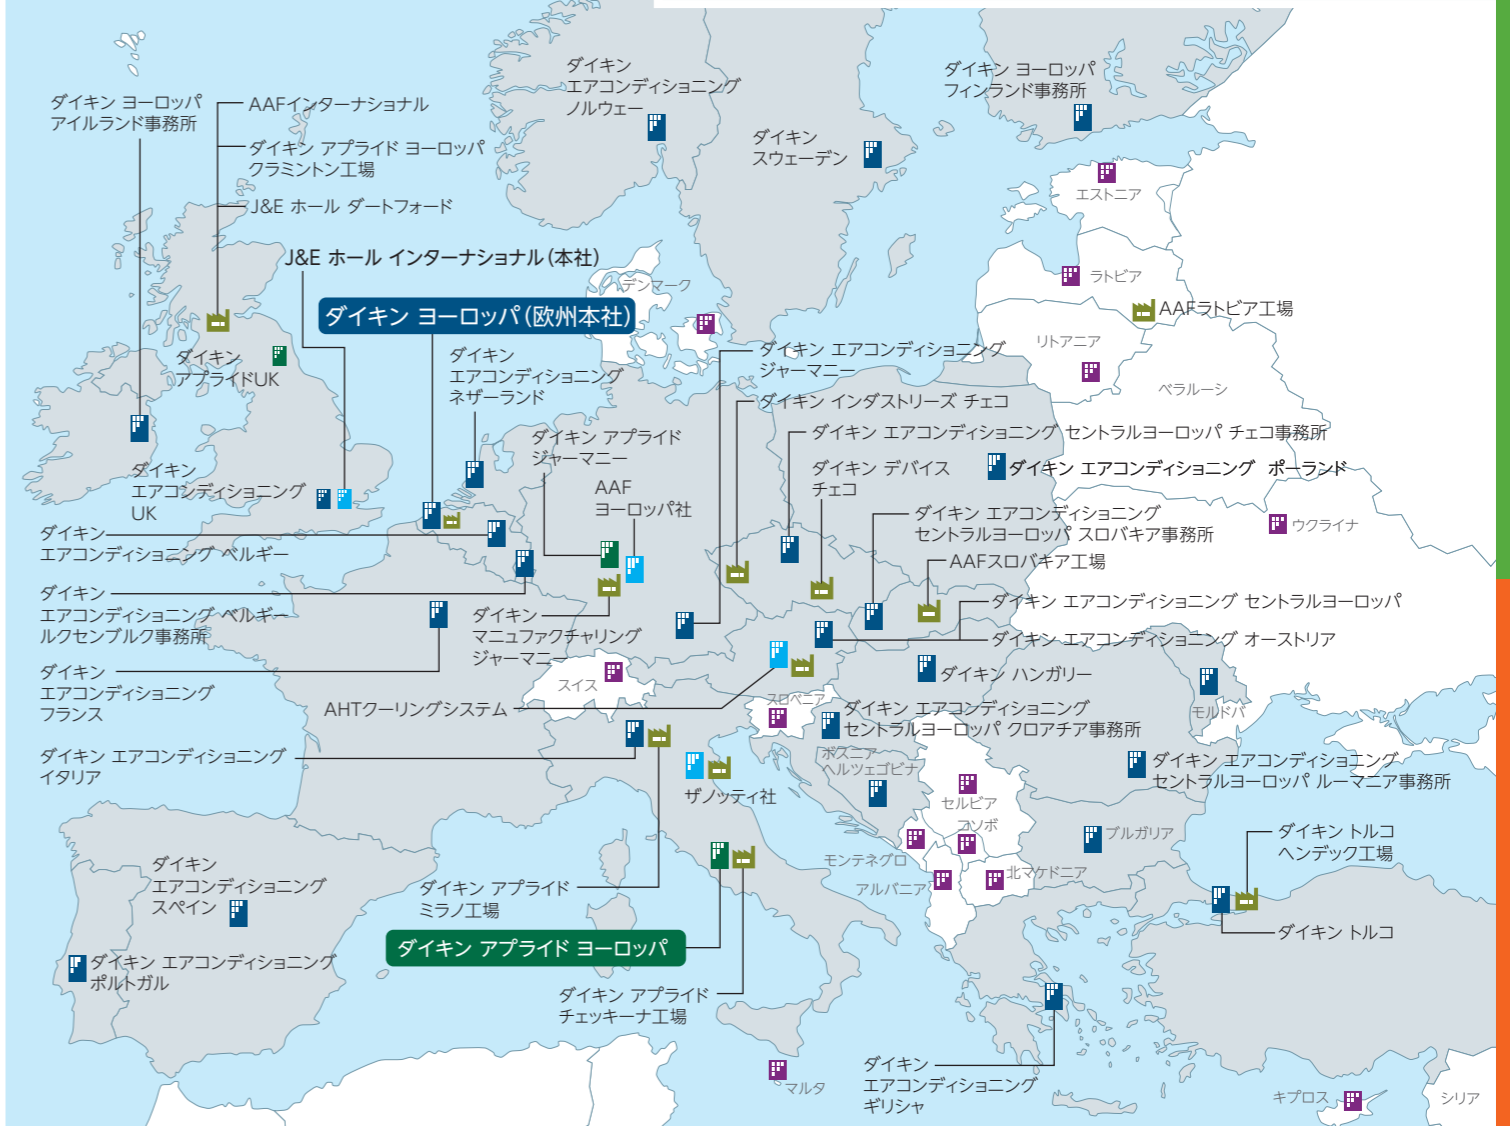 ダイキン ヨーロッパ
アイルランド事務所
AAFインターナショナル
ダイキン アプライド ヨーロッパ
クラミントン工場
J&E ホール ダートフォード
J&E ホール インターナショナル(本社)
ダイキン ヨーロッパ(欧州本社)
ダイキン
エアコンディショニング
ノルウェー
ダイキン
スウェーデン
ダイキン ヨーロッパ
フィンランド事務所
エストニア
ラトビア
AAFラトビア工場
リトアニア
ベラルーシ
デンマーク
ダイキン
アプライドUK
ダイキン
エアコンディショニング
ネザーランド
ダイキン エアコンディショニング
ジャーマニー
ダイキン インダストリーズ チェコ
ダイキン エアコンディショニング セントラルヨーロッパ チェコ事務所
ダイキン アプライド
ジャーマニー
ダイキン デバイス
チェコ
ダイキン エアコンディショニング ポーランド
ダイキン
エアコンディショニング
UK
AAF
ヨーロッパ社
ダイキン エアコンディショニング
セントラルヨーロッパ スロバキア事務所
ウクライナ
ダイキン
エアコンディショニング ベルギー
AAFスロバキア工場
ダイキン
エアコンディショニング ベルギー
ルクセンブルク事務所
ダイキン
マニュファクチャリング
ジャーマニー
ダイキン エアコンディショニング セントラルヨーロッパ
ダイキン エアコンディショニング オーストリア
ダイキン
エアコンディショニング
フランス
スイス
ダイキン ハンガリー
AHTクーリングシステム
スロベニア
ダイキン エアコンディショニング
セントラルヨーロッパ クロアチア事務所
モルドバ
ダイキン エアコンディショニング
イタリア
ボスニア
ヘルツェゴビナ
ダイキン エアコンディショニング
セントラルヨーロッパ ルーマニア事務所
ザノッティ社
セルビア
コソボ
ブルガリア
ダイキン トルコ
ヘンデック工場
モンテネグロ
アルバニア
北マケドニア
ダイキン
エアコンディショニング
スペイン
ダイキン アプライド
ミラノ工場
ダイキン アプライド ヨーロッパ
ダイキン トルコ
ダイキン エアコンディショニング
ポルトガル
ダイキン アプライド
チェッキーナ工場
マルタ
ダイキン
エアコンディショニング
ギリシャ
キプロス
シリア